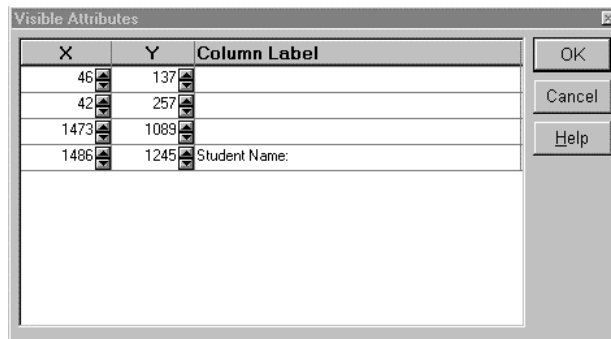 Visible Attributes
X Y Column Label OK
46 137
42 257 Cancel
1473 1089
Help
1486 1245 Student Name: